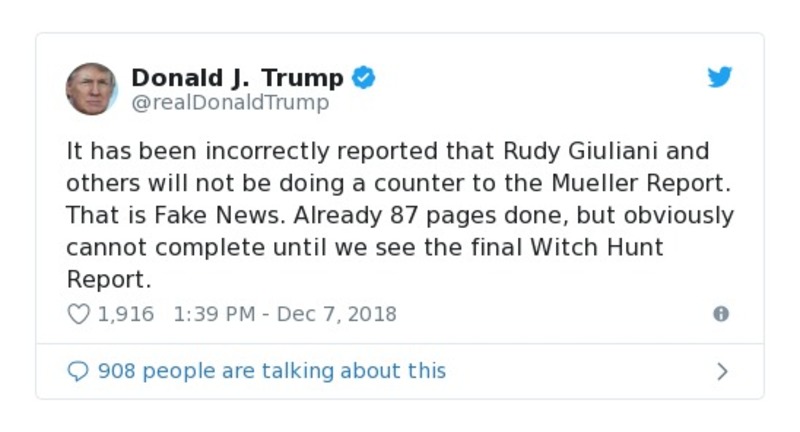 Donald J. Trump
@realDonaldTrump
It has been incorrectly reported that Rudy Giuliani and
others will not be doing a counter to the Mueller Report.
That is Fake News. Already 87 pages done, but obviously
cannot complete until we see the final Witch Hunt
Report.
1,916 1:39 PM - Dec 7, 2018
908 people are talking about this